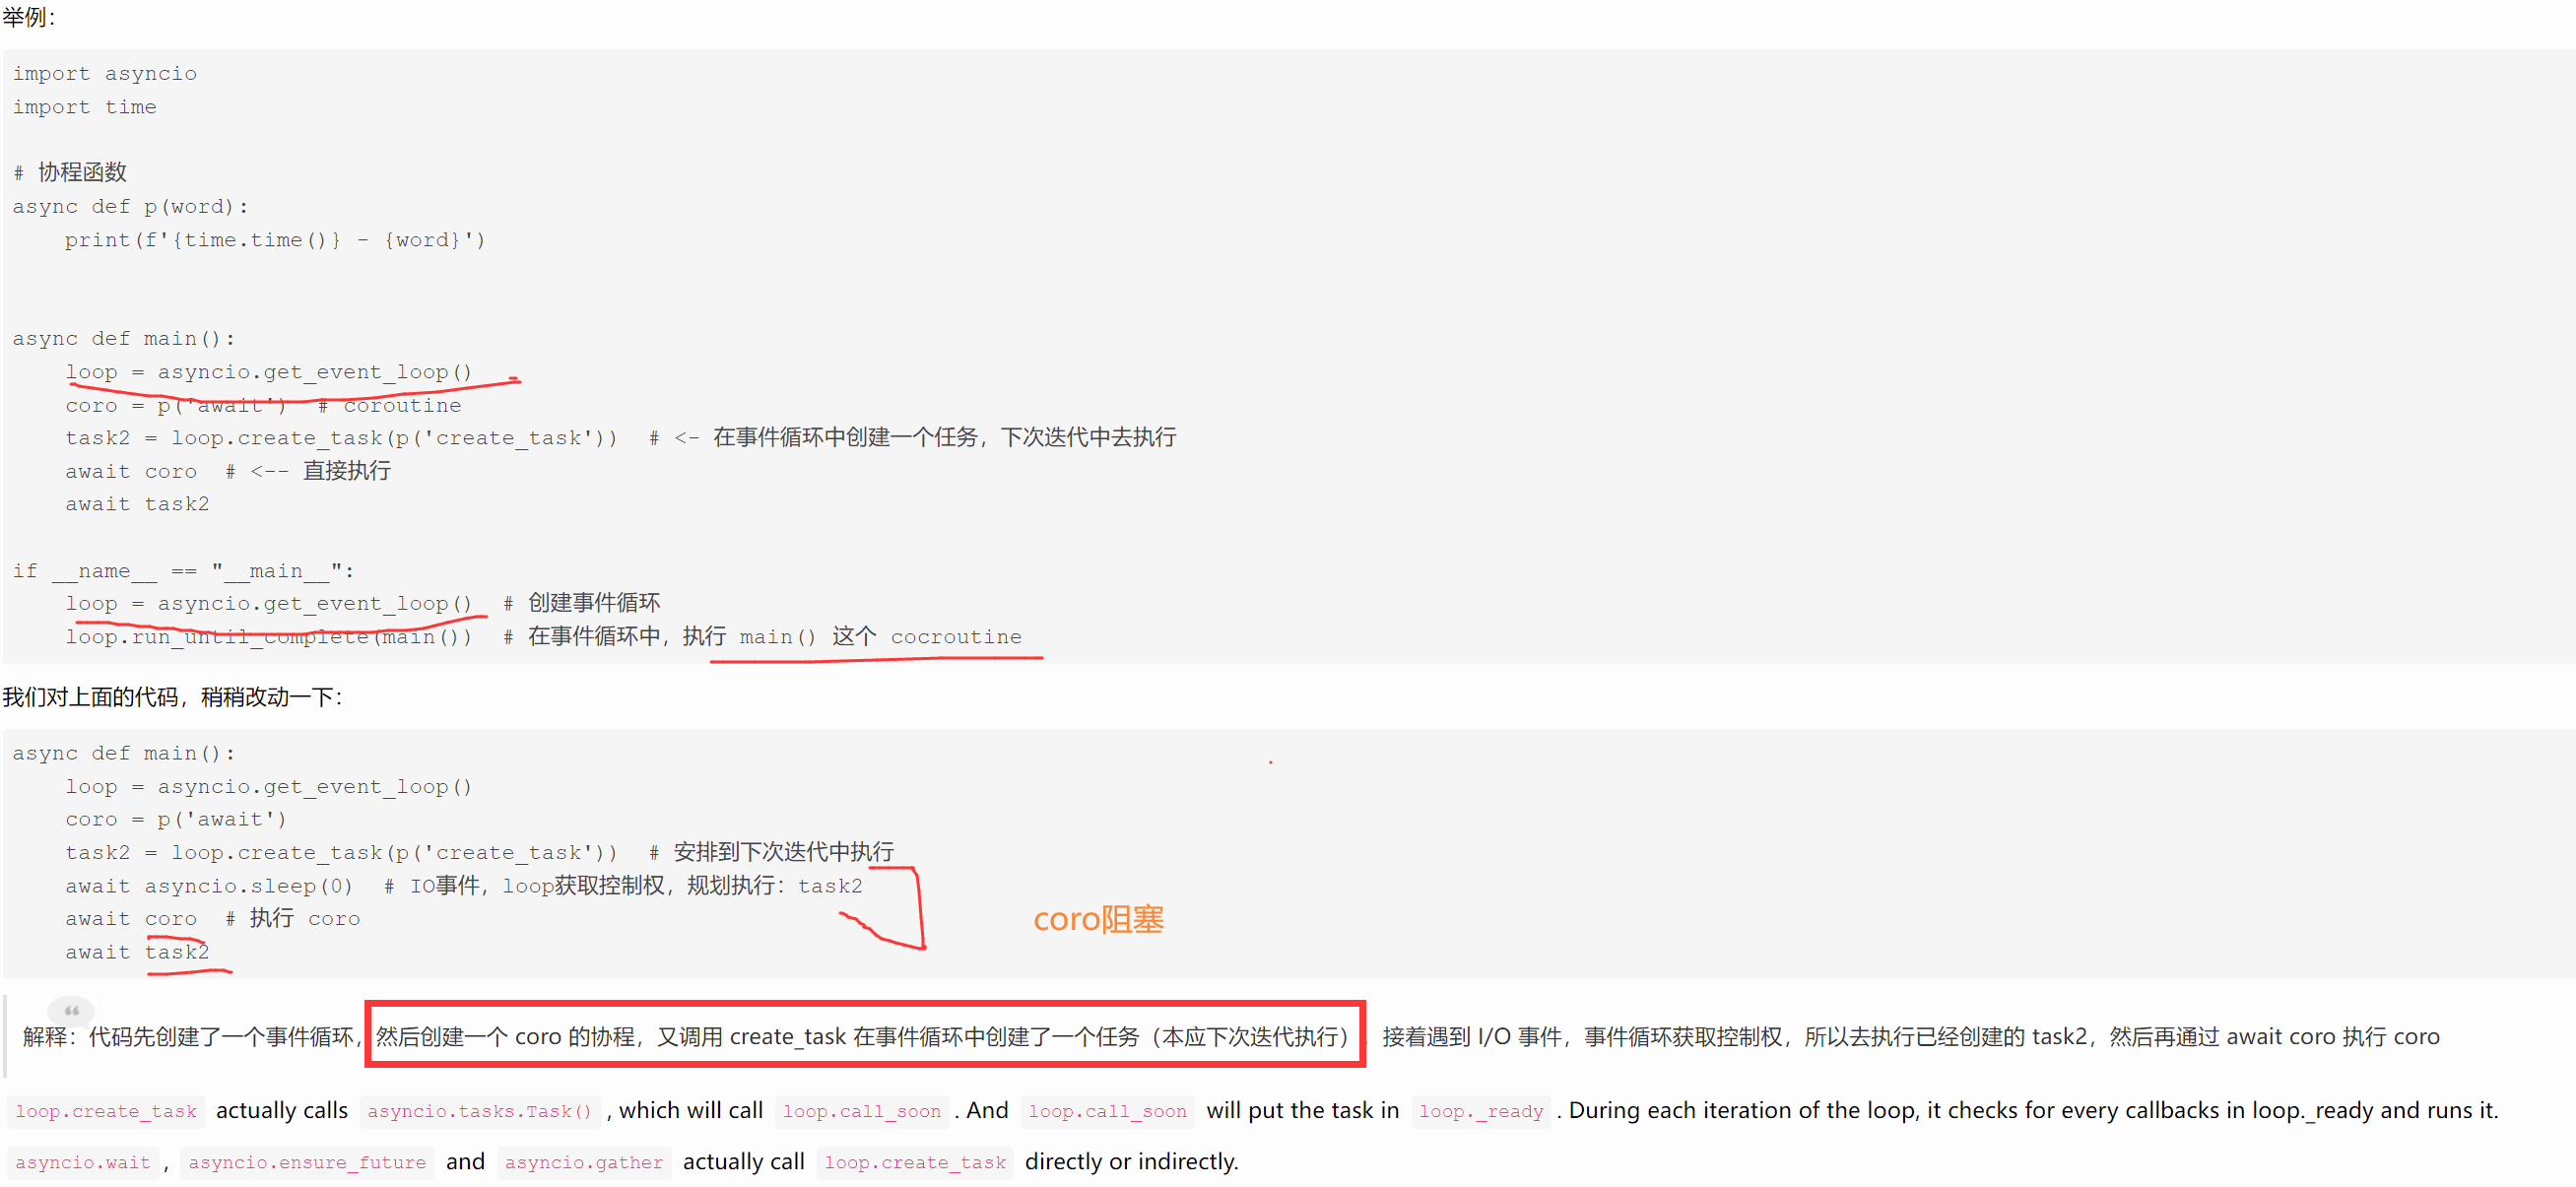 举例：
import asyncio
import time
# 协程函数
async def p(word):
    print(f'{time.time()} - {word}')
async def main():
    loop = asyncio.get_event_loop()
    coro = p('await')  # coroutine
    task2 = loop.create_task(p('create_task'))  # <- 在事件循环中创建一个任务，下次迭代中去执行
    await coro  # <-- 直接执行
    await task2
if __name__ == "__main__":
    loop = asyncio.get_event_loop()  # 创建事件循环
    loop.run_until_complete(main())  # 在事件循环中，执行 main() 这个 cocroutine
我们对上面的代码，稍稍改动一下：
async def main():
    loop = asyncio.get_event_loop()
    coro = p('await')
    task2 = loop.create_task(p('create_task'))  # 安排到下次迭代中执行
    await asyncio.sleep(0)  # IO事件，loop获取控制权，规划执行：task2
    await coro  # 执行 coro
coro阻塞
    await task2
解释：代码先创建了一个事件循环，然后创建一个 coro 的协程，又调用 create_task 在事件循环中创建了一个任务（本应下次迭代执行），接着遇到 I/O 事件，事件循环获取控制权，所以去执行已经创建的 task2，然后再通过 await coro 执行 coro
loop.create_task actually calls asyncio.tasks.Task() , which will call loop.call_soon . And loop.call_soon will put the task in loop._ready . During each iteration of the loop, it checks for every callbacks in loop._ready and runs it.
asyncio.wait , asyncio.ensure_future and asyncio.gather actually call loop.create_task directly or indirectly.